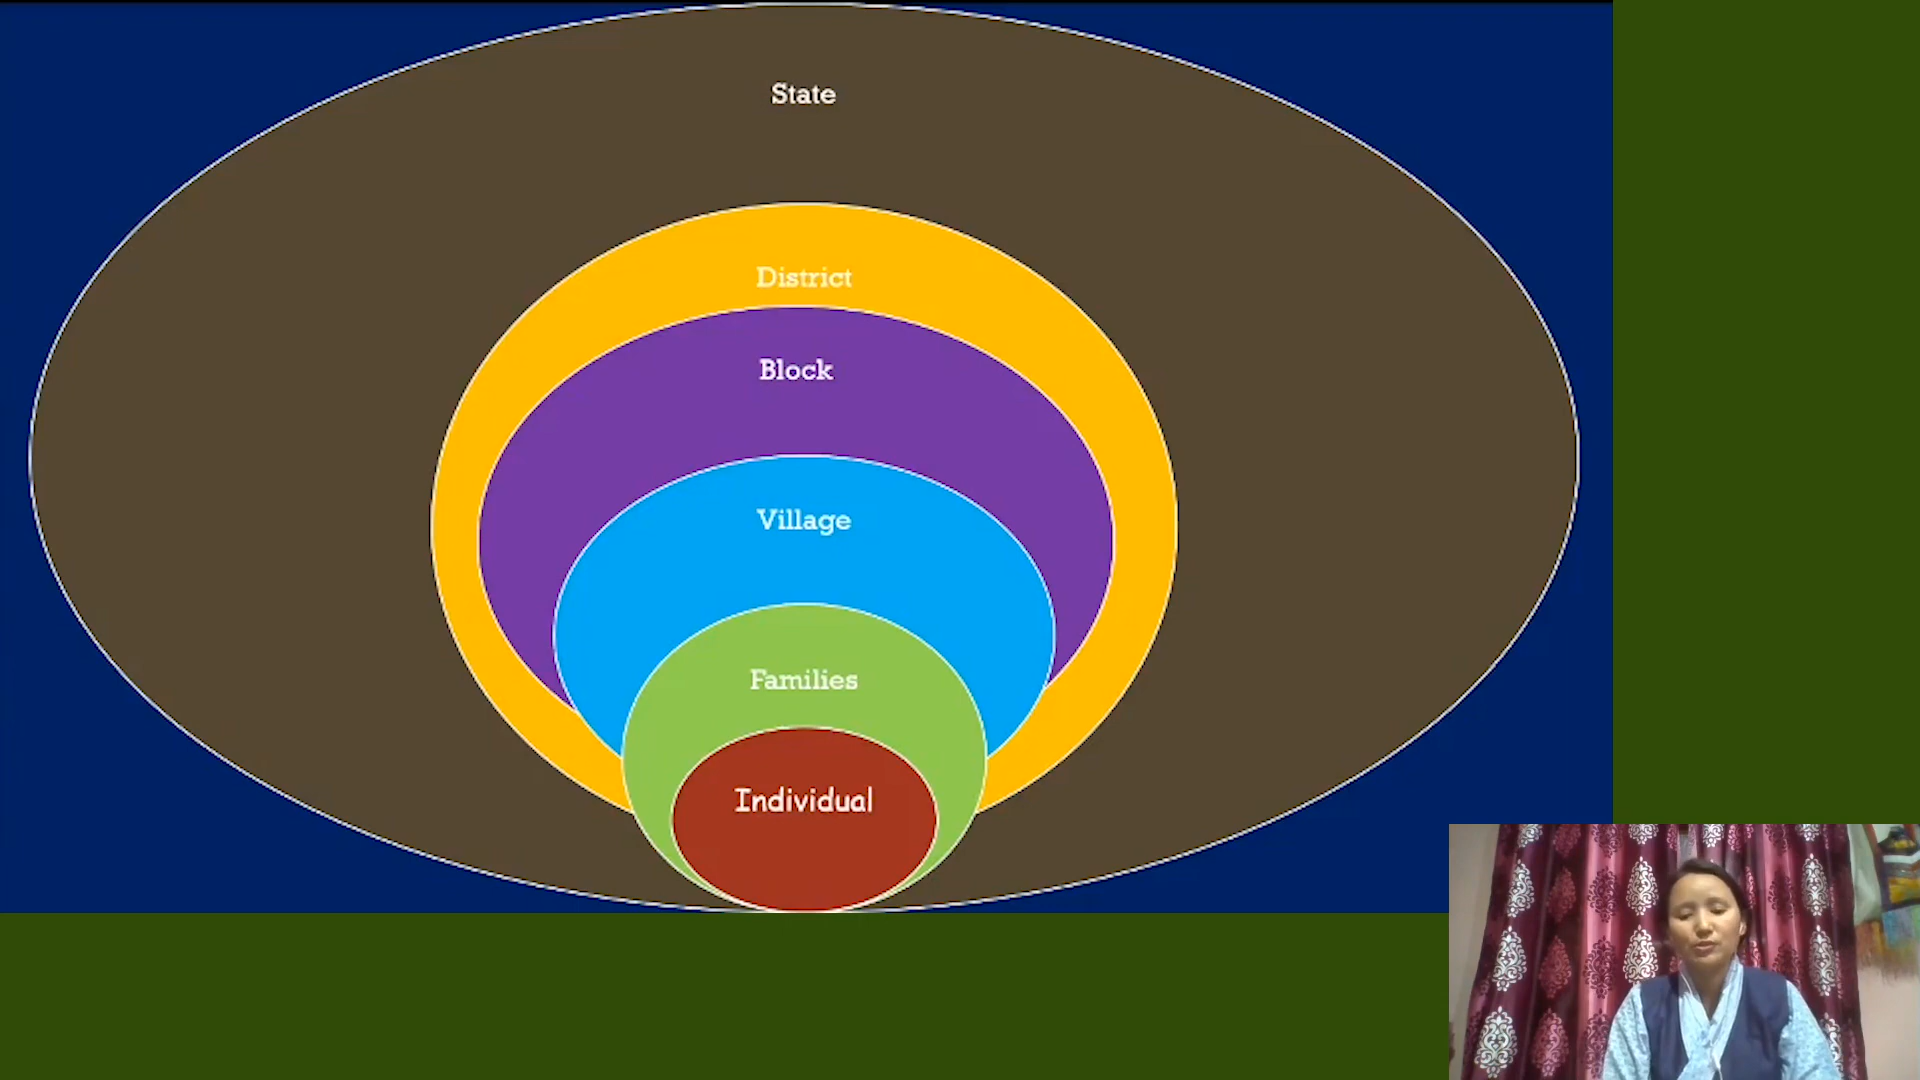 State
District
Block
Village
Families
Individual